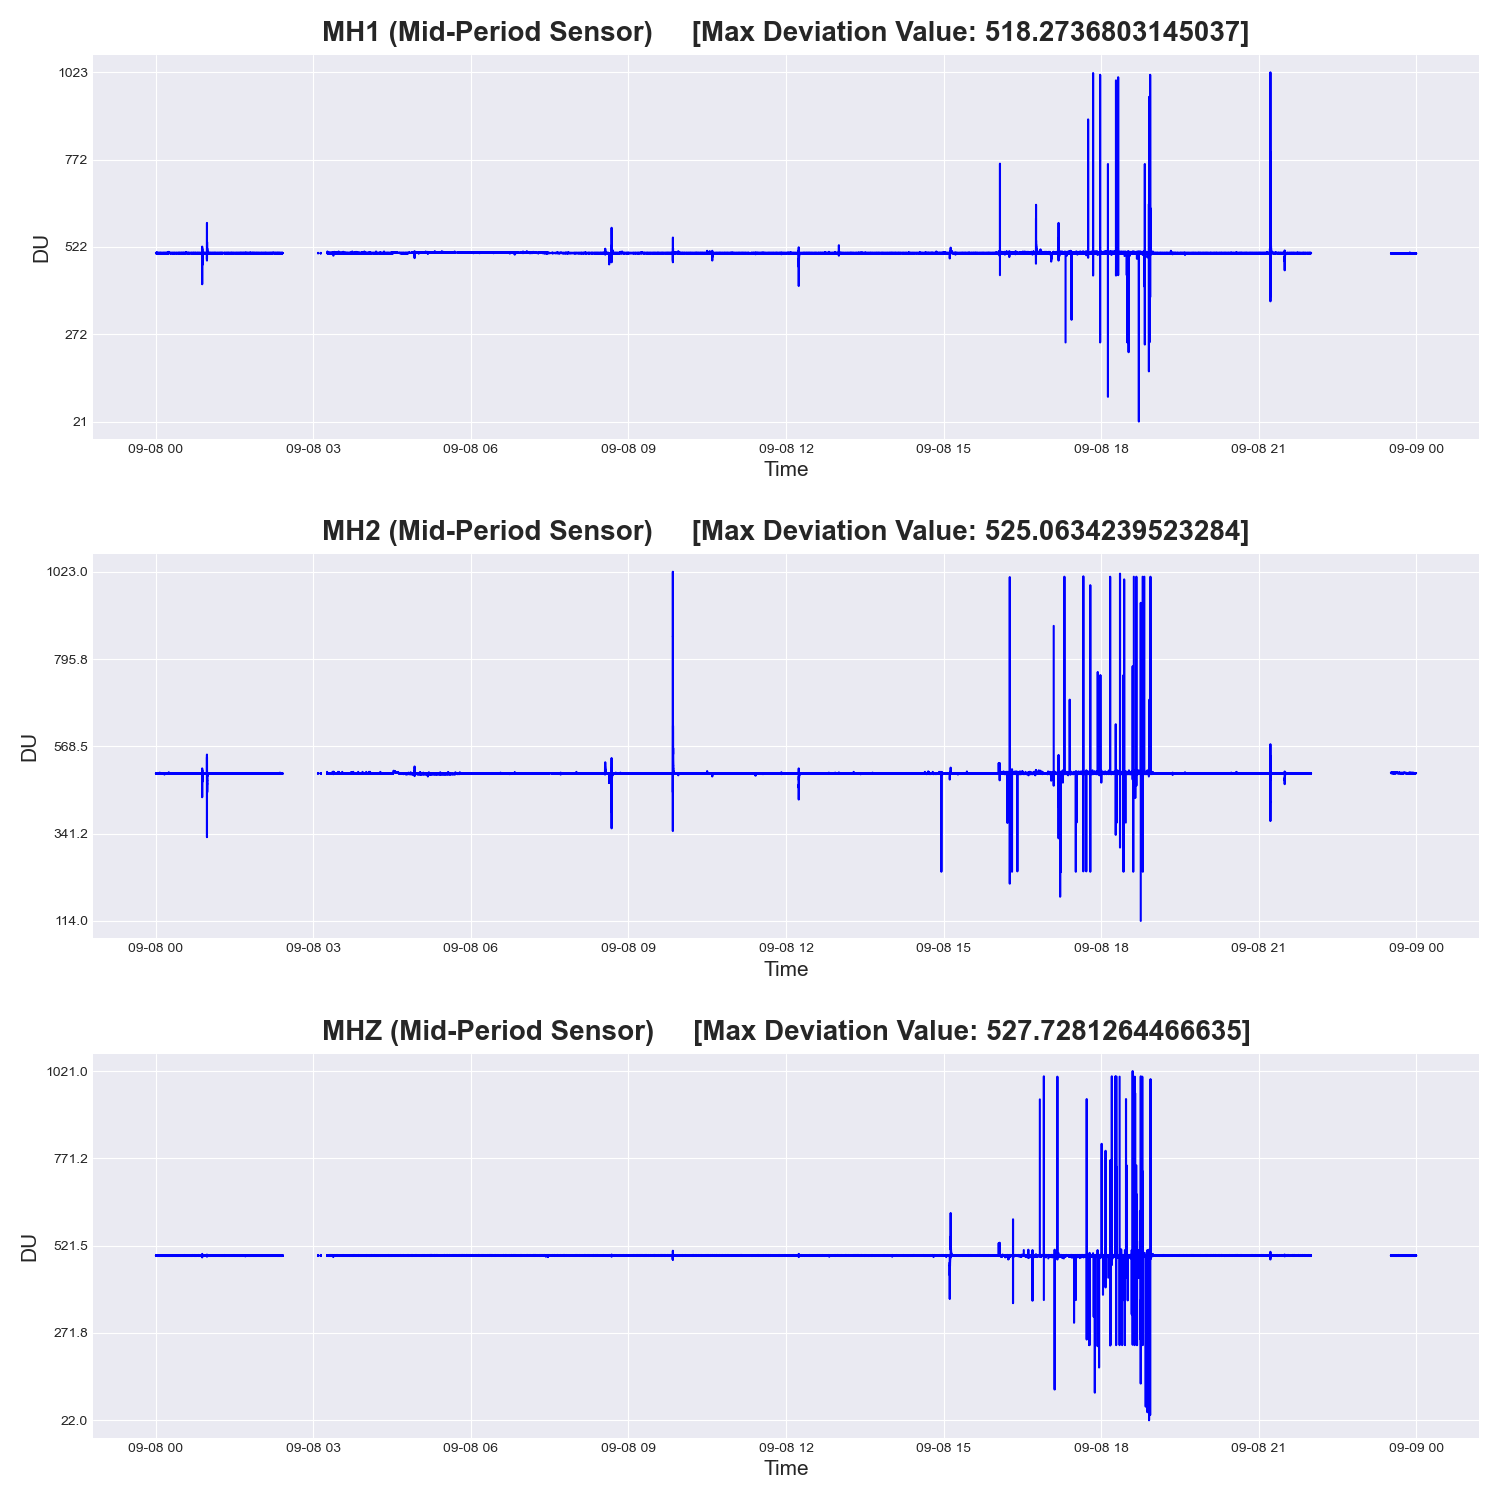 MH1 (Mid-Period Sensor) [Max Deviation Value: 518.2736803145037]
1023
772
522
272
21
DU
09-08 00 09-08 03 09-08 06 09-08 09 09-08 12 09-08 15 09-08 18 09-08 21 09-09 00
Time
MH2 (Mid-Period Sensor) [Max Deviation Value: 525.0634239523284]
1023.0
795.8
568.5
341.2
114.0
DU
09-08 00 09-08 03 09-08 06 09-08 09 09-08 12 09-08 15 09-08 18 09-08 21 09-09 00
Time
MHZ (Mid-Period Sensor) [Max Deviation Value: 527.7281264466635]
1021.0
771.2
521.5
271.8
22.0
DU
09-08 00 09-08 03 09-08 06 09-08 09 09-08 12 09-08 15 09-08 18 09-08 21 09-09 00
Time